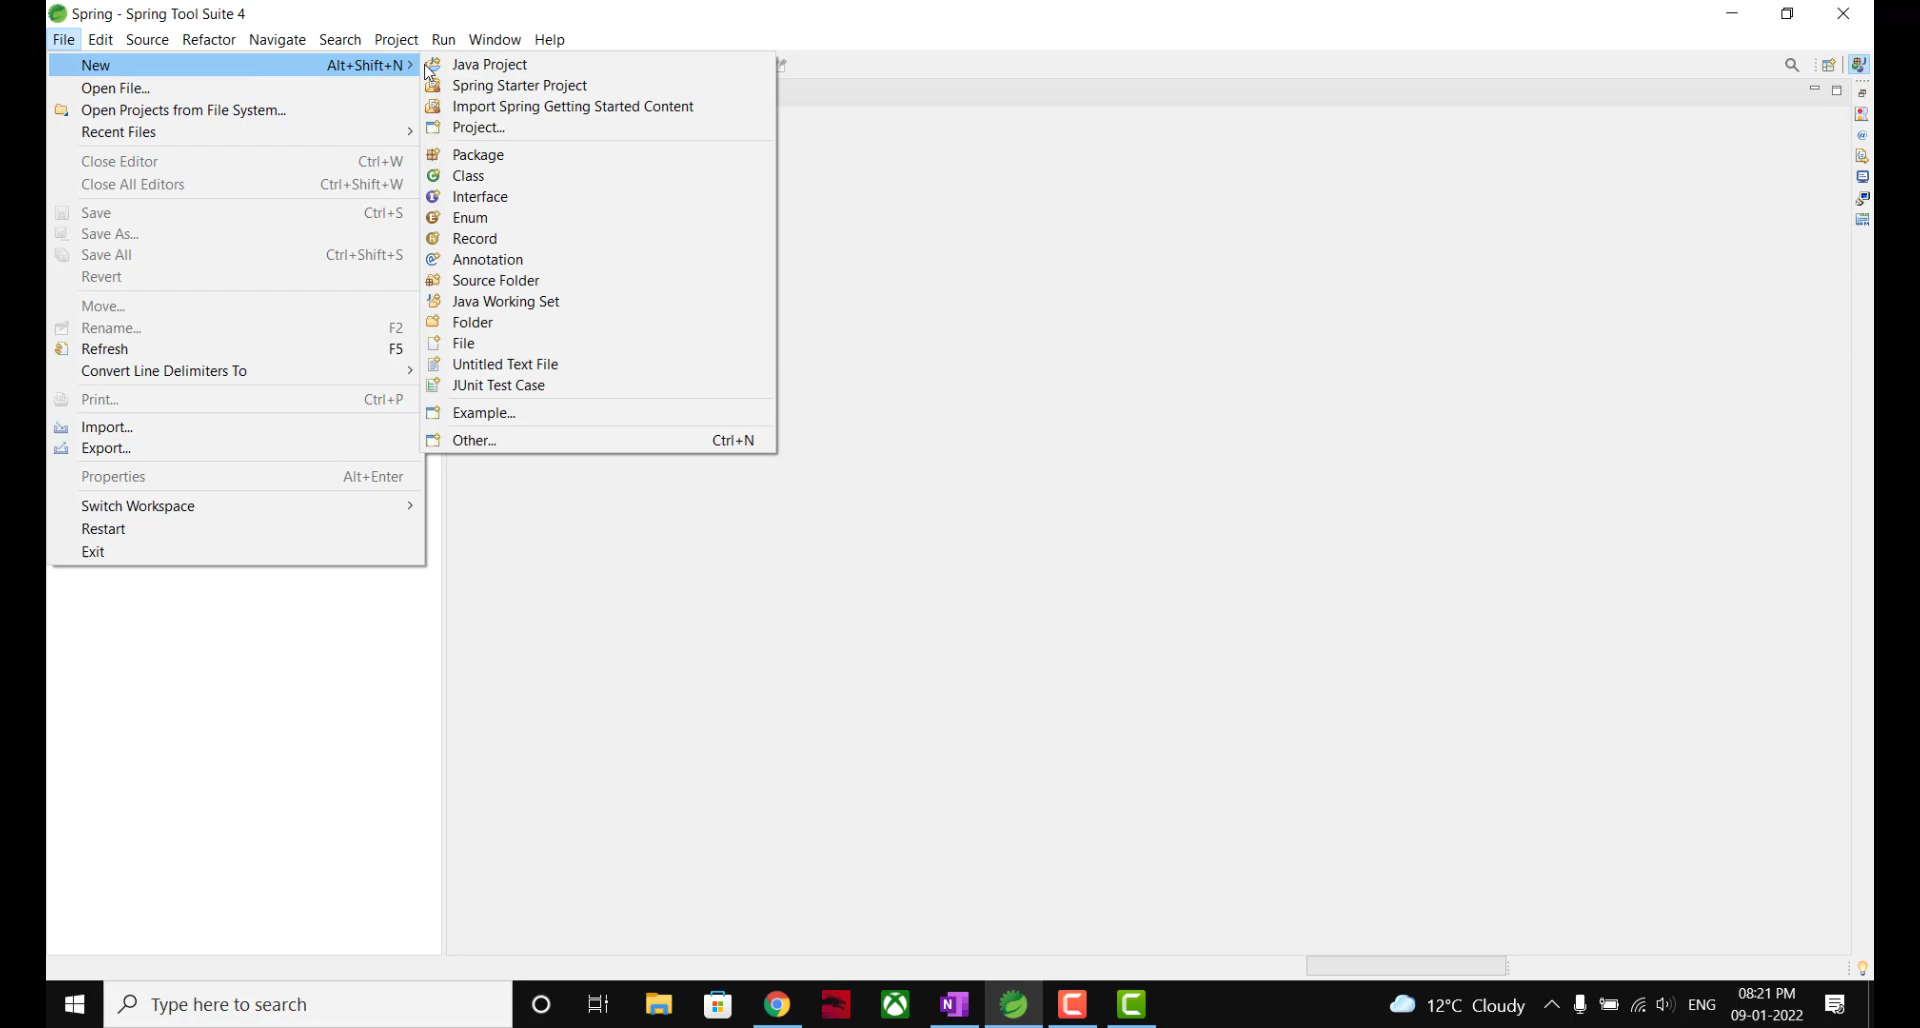 Spring - Spring Tool Suite 4
File Edit Source Refactor Navigate Search Project Run Window Help
New Alt+Shift+N
Open File...
Open Projects from File System...
Recent Files
Close Editor Ctrl+W
Close All Editors Ctrl+Shift+W
Save Ctrl+S
Save As...
Save All Ctrl+Shift+S
Revert
Move...
Rename... F2
Refresh F5
Convert Line Delimiters To
Print... Ctrl+P
Import...
Export...
Properties Alt+Enter
Switch Workspace
Restart
Exit
Java Project
Spring Starter Project
Import Spring Getting Started Content
Project...
Package
Class
Interface
Enum
Record
Annotation
Source Folder
Java Working Set
Folder
File
Untitled Text File
JUnit Test Case
Example...
Other... Ctrl+N
Type here to search
12°C Cloudy
ENG
08:21 PM
09-01-2022